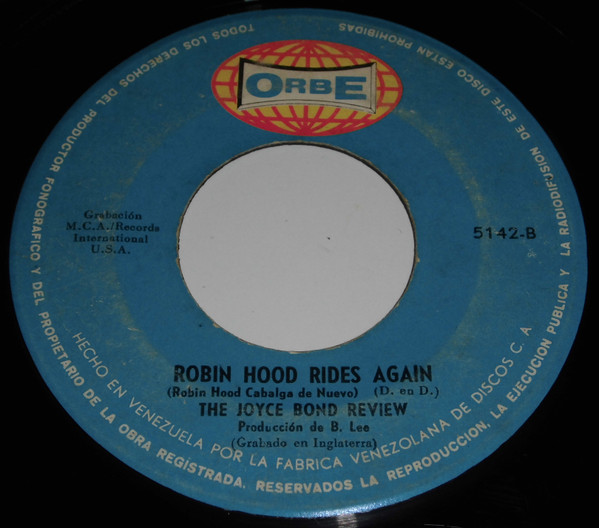 ORBE
TODOS LOS DERECHOS DEL PRODUCTOR FONOGRAFICO Y DEL PROPIETARIO DE LA OBRA REGISTRADA. RESERVADOS LA REPRODUCCION, LA EJECUCION PUBLICA Y LA RADIODIFUSION DE ESTE DISCO ESTAN PROHIBIDAS
Grabación
M.C.A./Records
International
U.S.A.
5142-B
ROBIN HOOD RIDES AGAIN
(Robin Hood Cabalga de Nuevo) (D. en D.)
THE JOYCE BOND REVIEW
Producción de B. Lee
(Grabado en Inglaterra)
HECHO EN VENEZUELA POR LA FABRICA VENEZOLANA DE DISCOS C. A